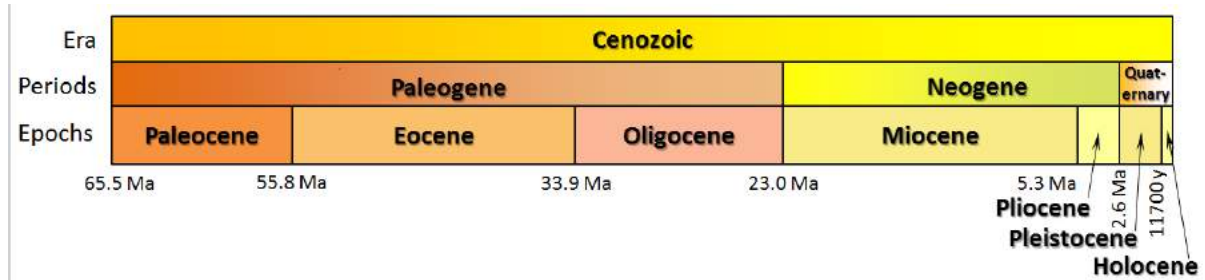 Era
Cenozoic
Periods
Paleogene
Neogene
Quat-
ernary
Epochs
Paleocene
Eocene
Oligocene
Miocene
65.5 Ma
55.8 Ma
33.9 Ma
23.0 Ma
5.3 Ma
2.6 Ma
11700 y
Pliocene
Pleistocene
Holocene